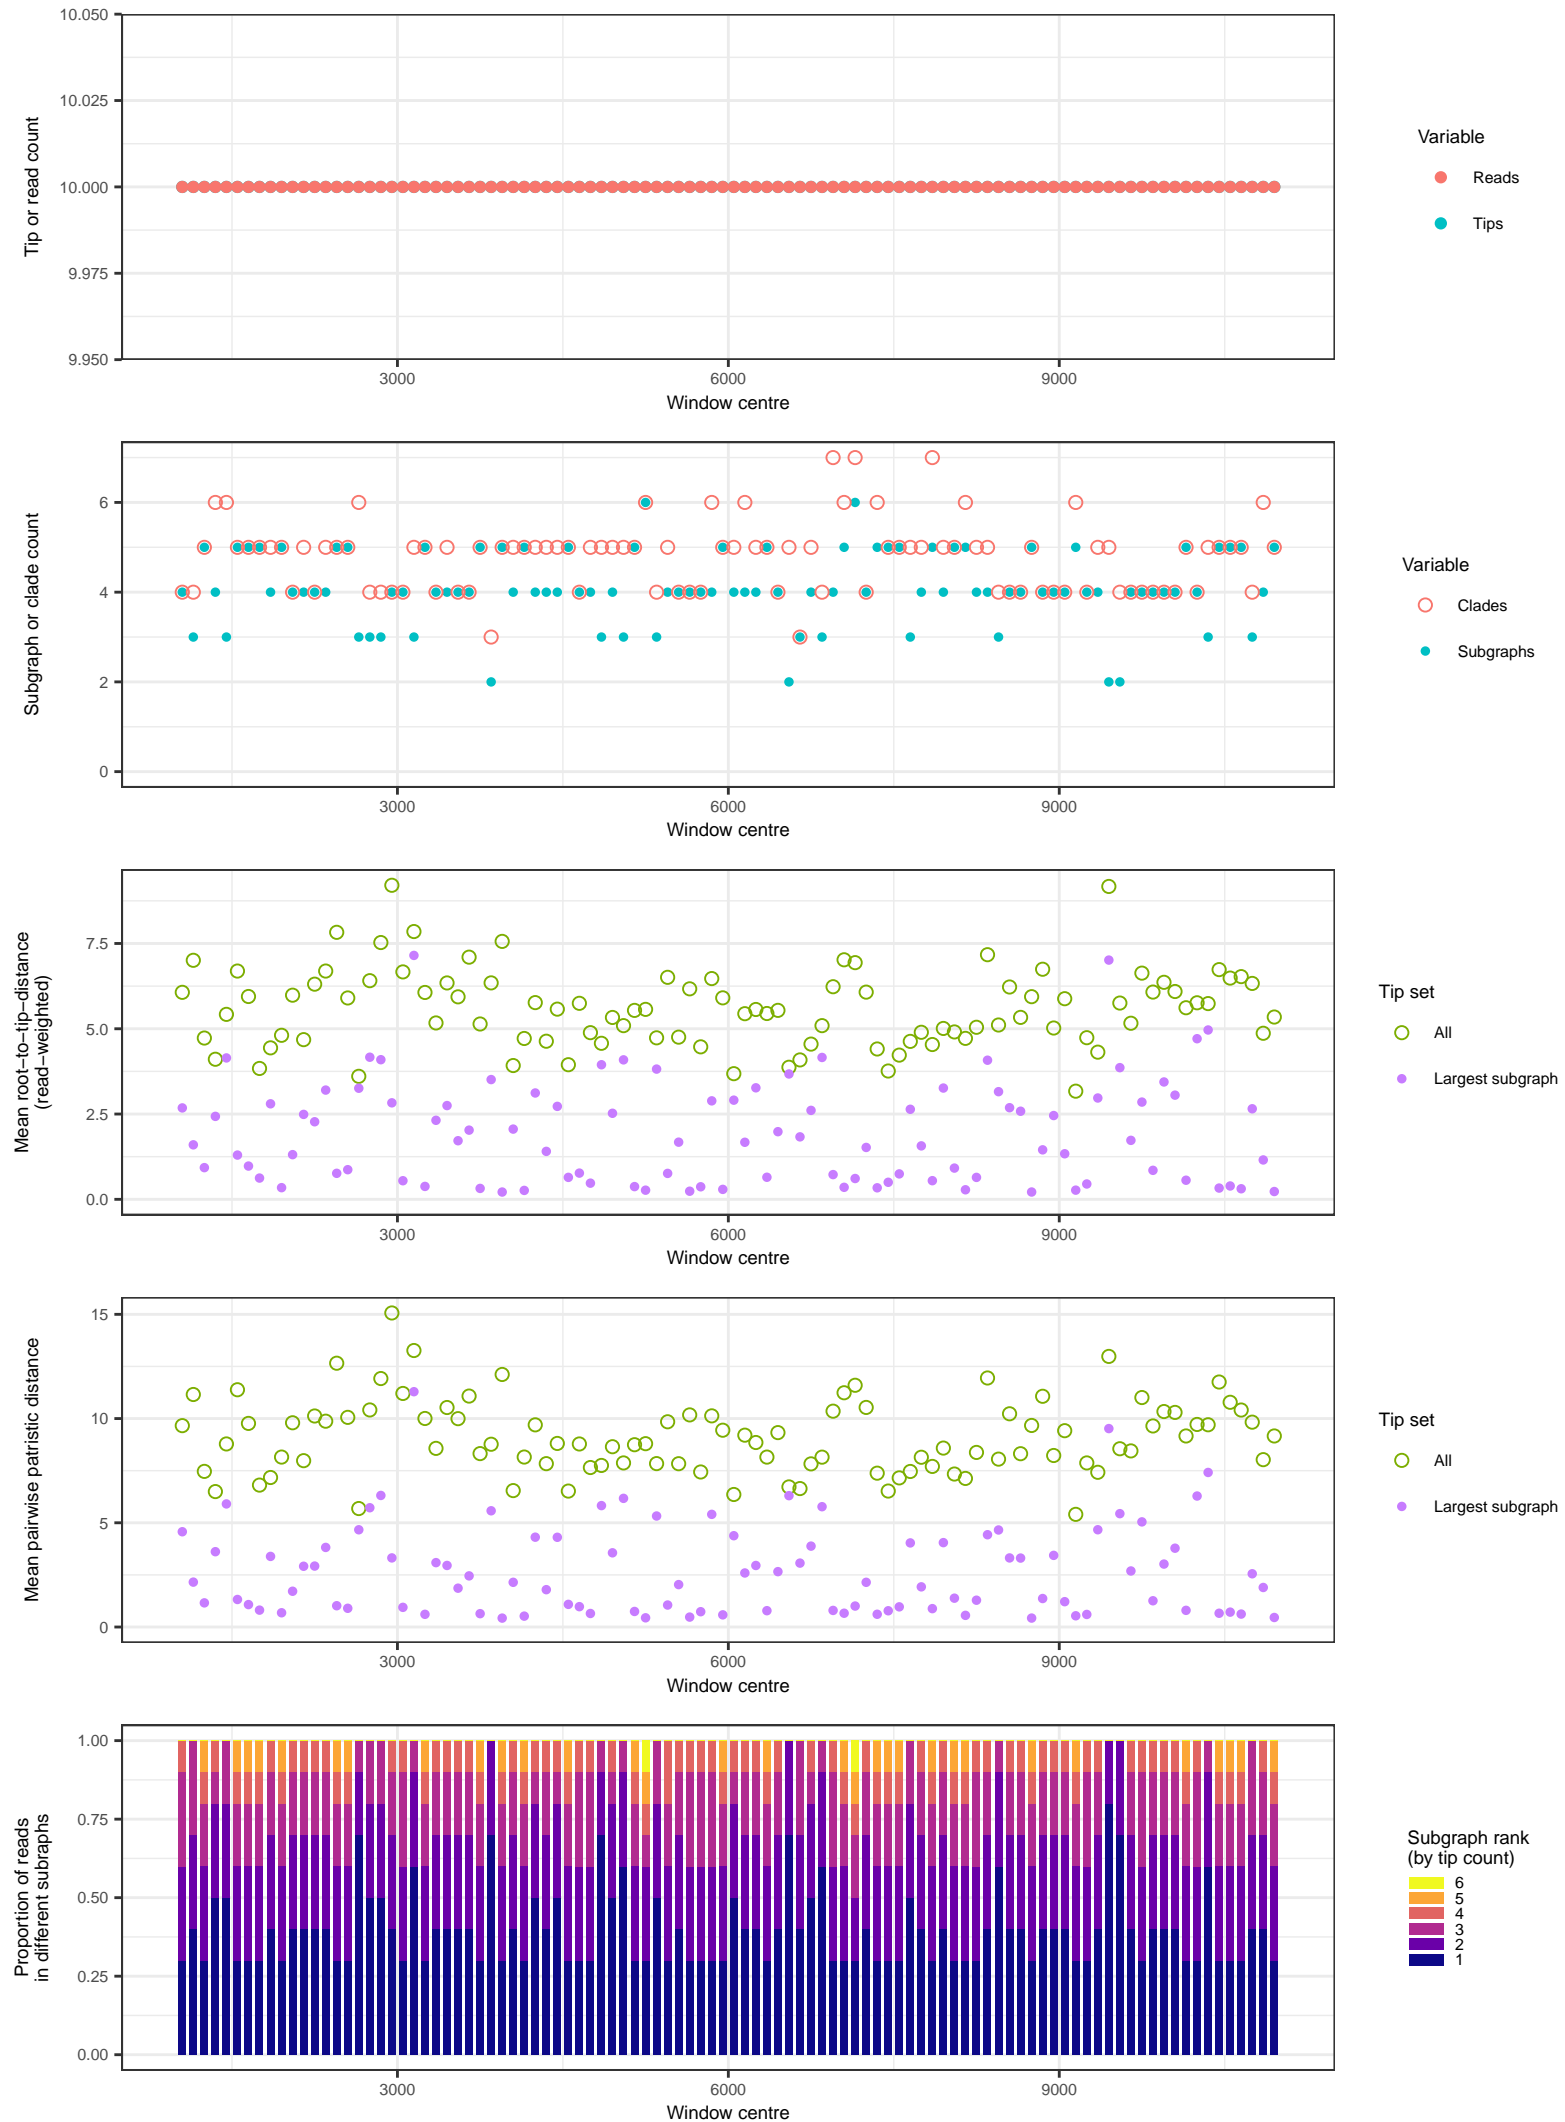 10.050
10.025
10.000
9.975
9.950
Tip or read count
3000
6000
9000
Window centre
Variable
Reads
Tips
6
4
2
0
Subgraph or clade count
3000
6000
9000
Window centre
Variable
Clades
Subgraphs
7.5
5.0
2.5
0.0
Mean root−to−tip−distance
(read−weighted)
3000
6000
9000
Window centre
Tip set
All
Largest subgraph
15
10
5
0
Mean pairwise patristic distance
3000
6000
9000
Window centre
Tip set
All
Largest subgraph
1.00
0.75
0.50
0.25
0.00
Proportion of reads
in different subraphs
3000
6000
9000
Window centre
Subgraph rank
(by tip count)
6
5
4
3
2
1